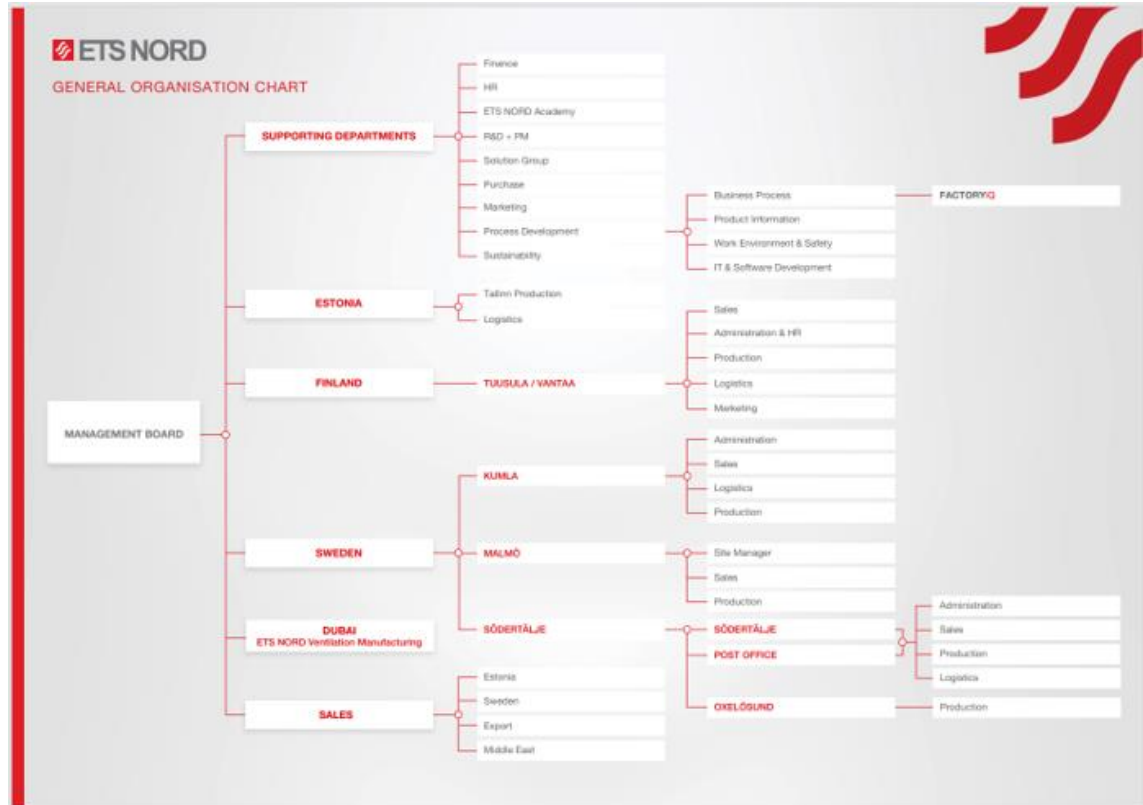 ETS NORD
GENERAL ORGANISATION CHART
MANAGEMENT BOARD
SUPPORTING DEPARTMENTS
Finance
HR
ETS NORD Academy
R&D + PM
Solution Group
Purchase
Marketing
Process Development
Business Process
FACTORYIQ
Product Information
Work Environment & Safety
IT & Software Development
Sustainability
ESTONIA
Tallinn Production
Logistics
FINLAND
TUUSULA / VANTAA
Sales
Administration & HR
Production
Logistics
Marketing
SWEDEN
KUMLA
Administration
Sales
Logistics
Production
MALMÖ
Site Manager
Sales
Production
SÖDERTÄLJE
SÖDERTÄLJE
POST OFFICE
Administration
Sales
Production
Logistics
OXELÖSUND
Production
DUBAI
ETS NORD Ventilation Manufacturing
SALES
Estonia
Sweden
Export
Middle East